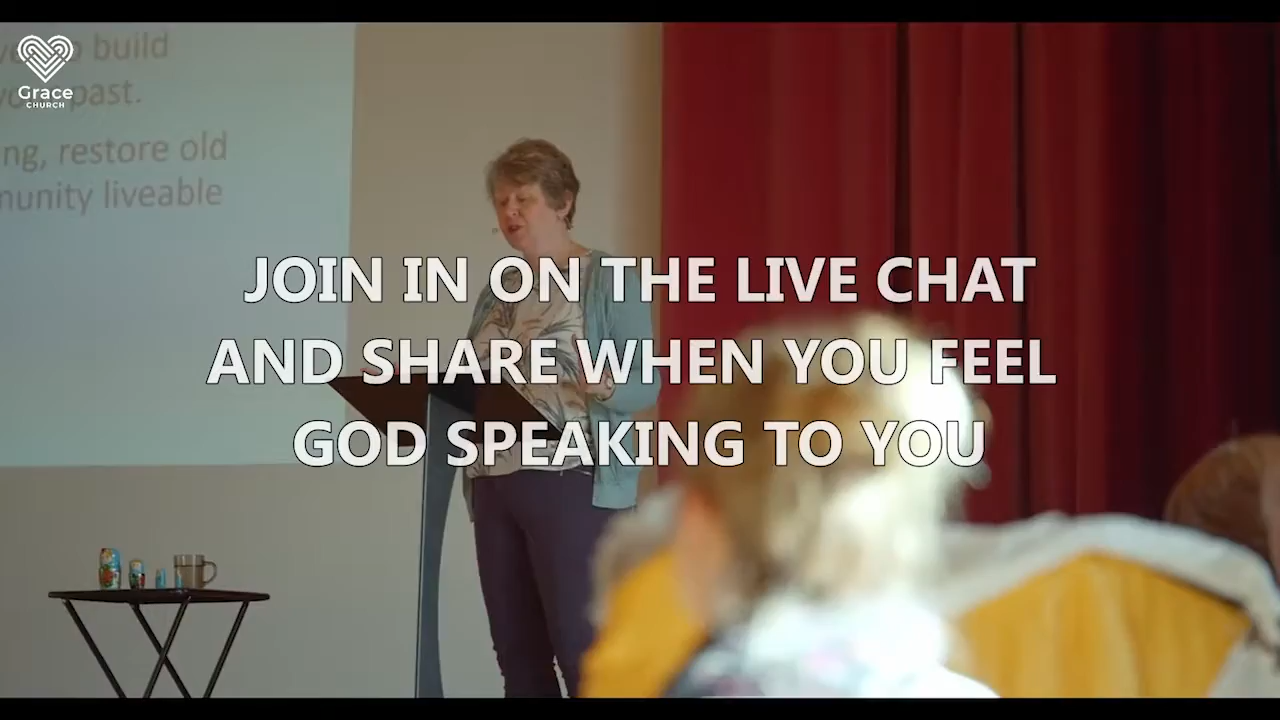 build
Grace
CHURCH
past.
ng, restore old
munity liveable
JOIN IN ON THE LIVE CHAT
AND SHARE WHEN YOU FEEL
GOD SPEAKING TO YOU